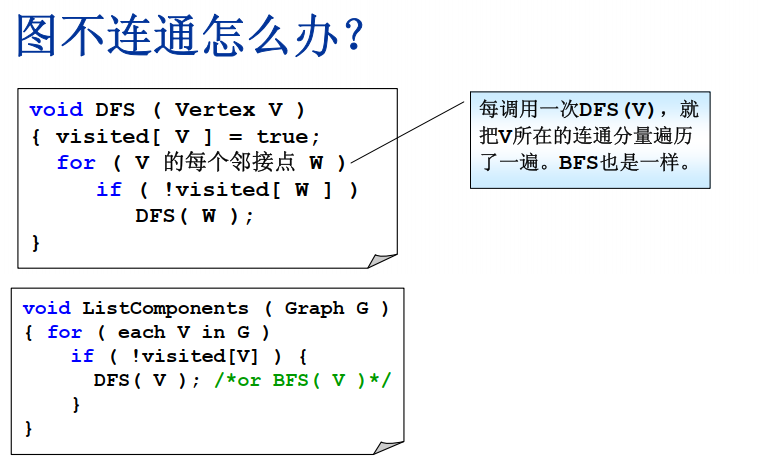 图不连通怎么办？
void DFS ( Vertex V )
{ visited[ V ] = true;
for ( V 的每个邻接点 W )
if ( !visited[ W ] )
DFS( W );
}
每调用一次DFS(V)，就
把V所在的连通分量遍历
了一遍。BFS也是一样。
void ListComponents ( Graph G )
{ for ( each V in G )
if ( !visited[V] ) {
DFS( V ); /*or BFS( V )*/
}
}